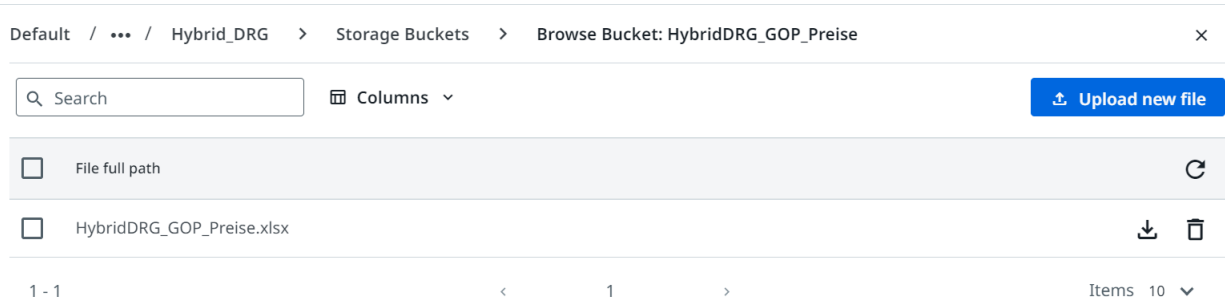 Default / ••• / Hybrid_DRG > Storage Buckets > Browse Bucket: HybridDRG_GOP_Preise
Search Columns Upload new file
File full path
HybridDRG_GOP_Preise.xlsx
1 - 1 1 Items 10